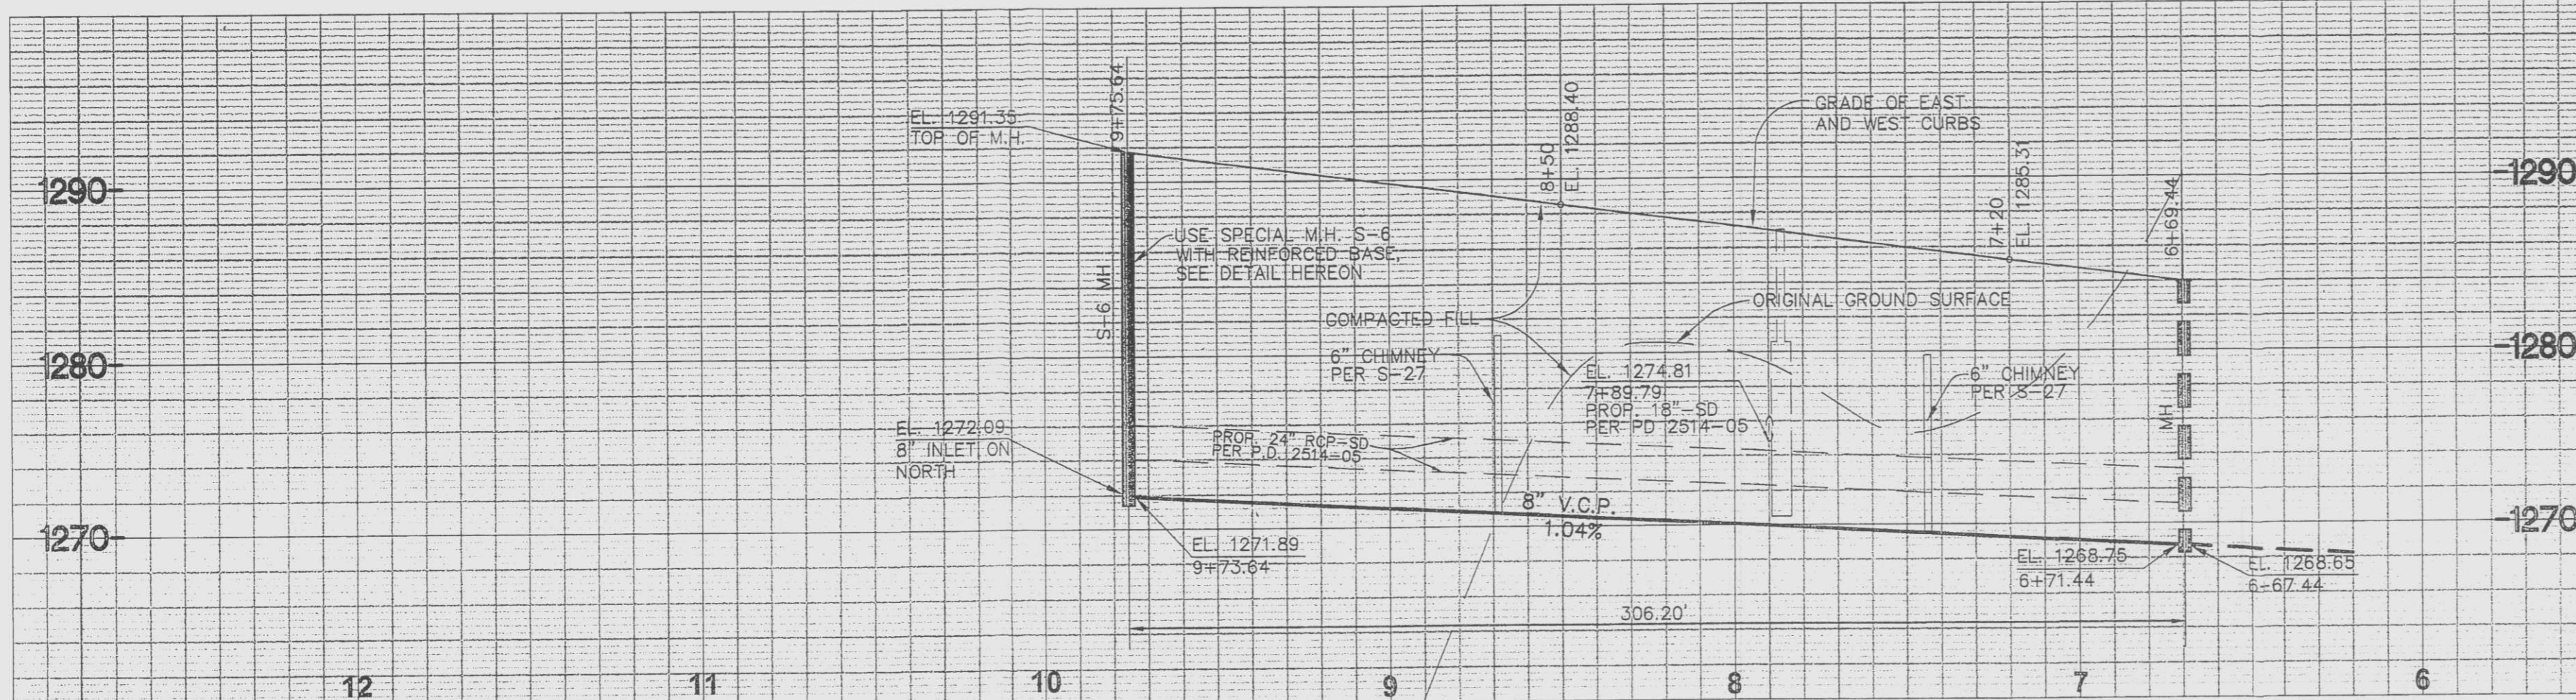 9+75.64
EL. 1291.35
TOP OF M.H.
8+50
EL. 1288.40
GRADE OF EAST
AND WEST CURBS
7+20
EL. 1285.31
6+69.44
1290
1290
USE SPECIAL M.H. S-6
WITH REINFORCED BASE,
SEE DETAIL HEREON
S-6 MH
ORIGINAL GROUND SURFACE
COMPACTED FILL
1280
1280
6" CHIMNEY
PER S-27
EL. 1274.81
7+89.79
PROP. 18"-SD
PER PD 2514-05
6" CHIMNEY
PER S-27
MH
EL. 1272.09
8" INLET ON
NORTH
PROP. 24" RCP-SD
PER P.D. 2514-05
8" V.C.P.
1.04%
1270
1270
EL. 1271.89
9+73.64
EL. 1268.75
6+71.44
EL. 1268.65
6-67.44
306.20'
12
11
10
9
8
7
6